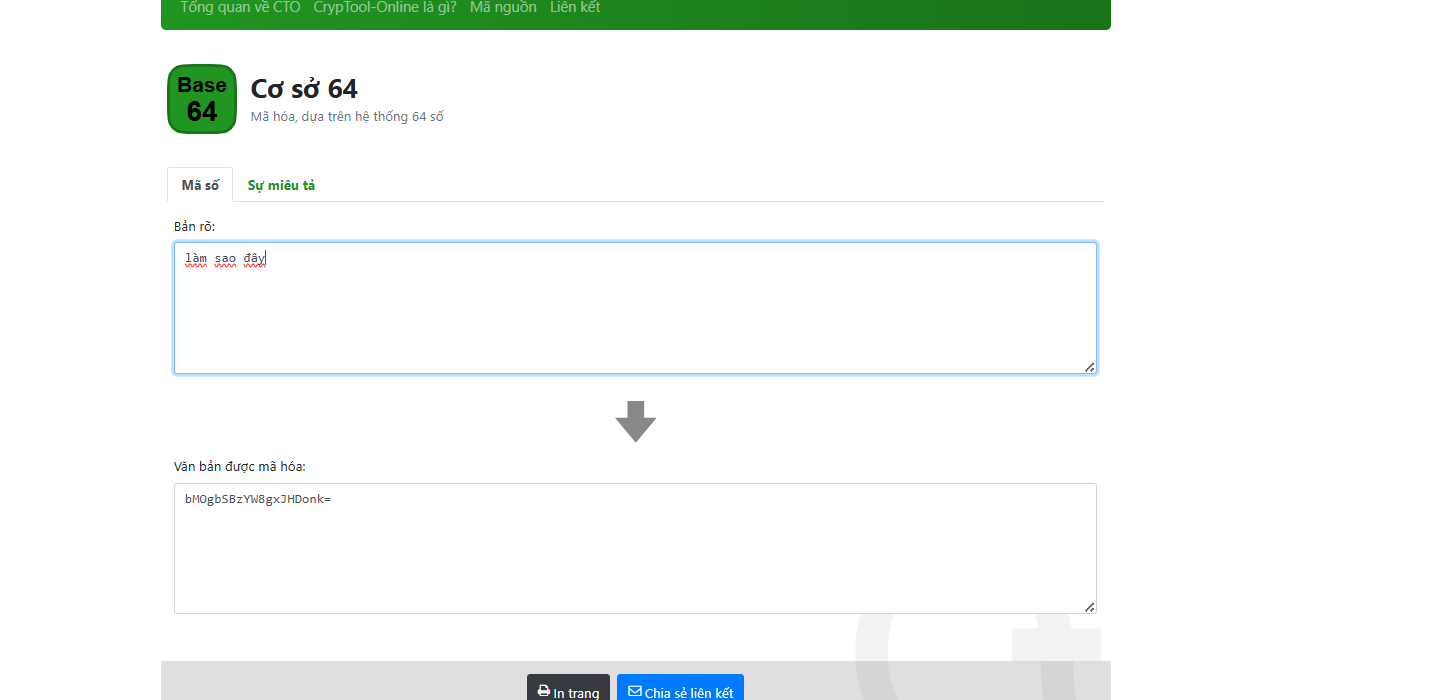 Tổng quan về CTO CrypTool-Online là gì? Mã nguồn Liên kết
Base
64
Cơ sở 64
Mã hóa, dựa trên hệ thống 64 số
Mã số Sự miêu tả
Bản rõ:
làm sao đây
Văn bản được mã hóa:
bMOgbSBzYW8gxJHDonk=
In trang Chia sẻ liên kết